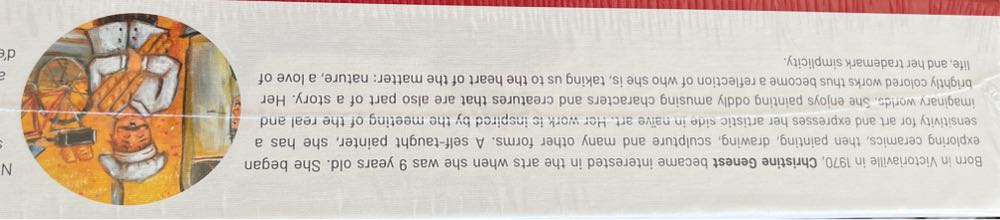 Born in Victoriaville in 1970, Christine Genest became interested in the arts when she was 9 years old. She began
exploring ceramics, then painting, drawing, sculpture and many other forms. A self-taught painter, she has a
sensitivity for art and expresses her artistic side in naïve art. Her work is inspired by the meeting of the real and
imaginary worlds. She enjoys painting oddly amusing characters and creatures that are also part of a story. Her
brightly colored works thus become a reflection of who she is, taking us to the heart of the matter: nature, a love of
life, and her trademark simplicity.
N
s
a
d'e